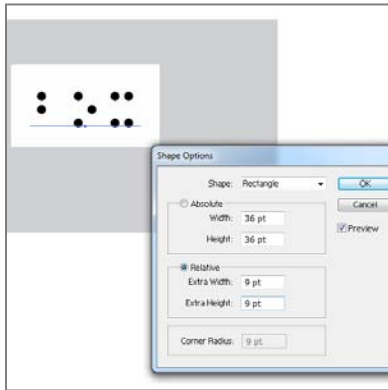 ⠃⠕⠭
Shape Options
Shape: Rectangle
OK
Cancel
Preview
Absolute
Width: 36 pt
Height: 36 pt
Relative
Extra Width: 9 pt
Extra Height: 9 pt
Corner Radius: 9 pt